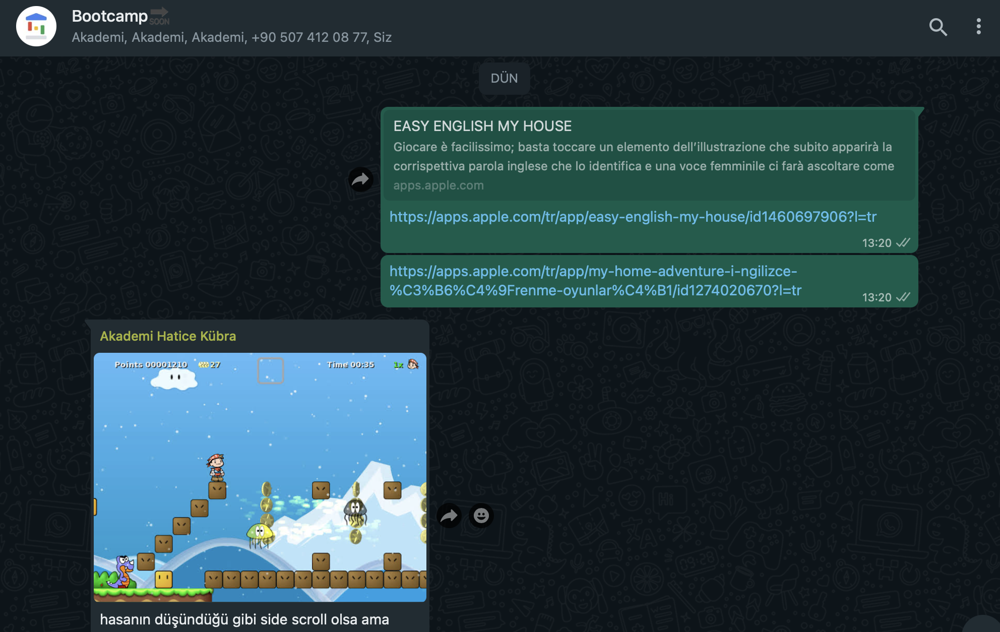 Bootcamp SOON
Akademi, Akademi, Akademi, +90 507 412 08 77, Siz
DÜN
EASY ENGLISH MY HOUSE
Giocare è facilissimo; basta toccare un elemento dell’illustrazione che subito apparirà la
corrispettiva parola inglese che lo identifica e una voce femminile ci farà ascoltare come
apps.apple.com
https://apps.apple.com/tr/app/easy-english-my-house/id1460697906?l=tr
13:20
https://apps.apple.com/tr/app/my-home-adventure-i-ngilizce-
%C3%B6%C4%9Frenme-oyunlar%C4%B1/id1274020670?l=tr
13:20
Akademi Hatice Kübra
Points 00001210 27 Time 00:35 1x
hasanın düşündüğü gibi side scroll olsa ama